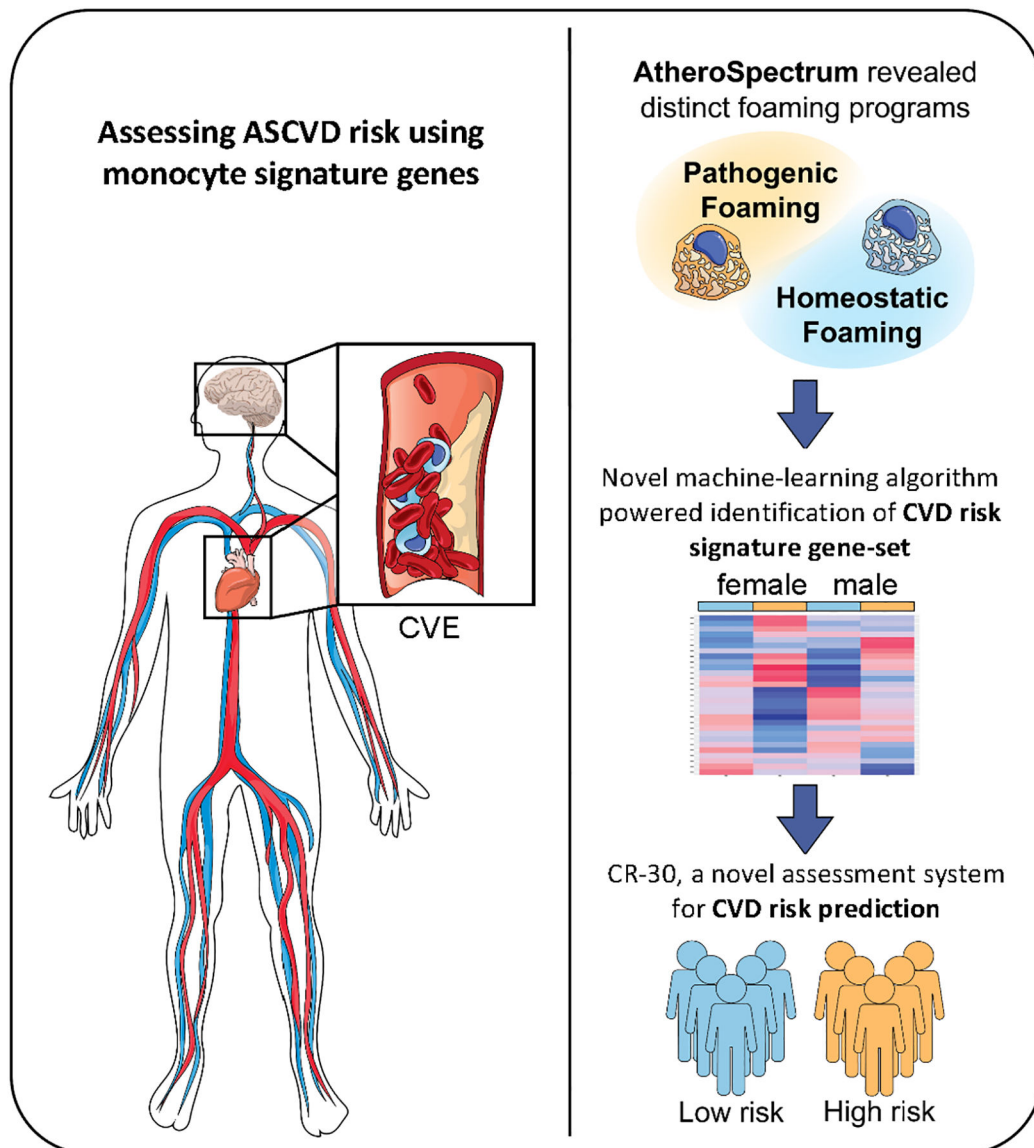 Assessing ASCVD risk using
monocyte signature genes
CVE
AtheroSpectrum revealed
distinct foaming programs
Pathogenic
Foaming
Homeostatic
Foaming
Novel machine-learning algorithm
powered identification of CVD risk
signature gene-set
female male
CR-30, a novel assessment system
for CVD risk prediction
Low risk High risk